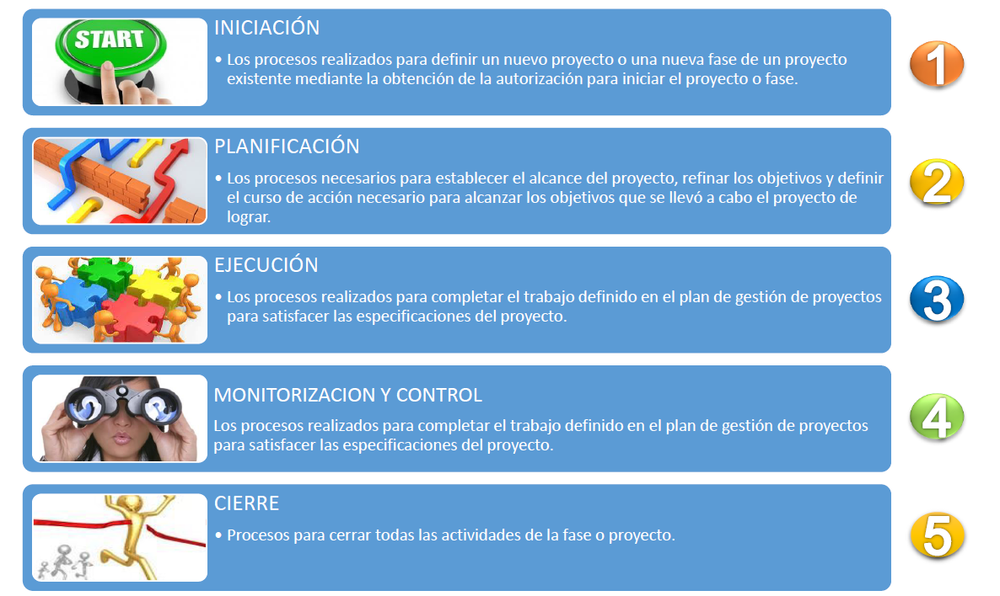 START
INICIACIÓN
• Los procesos realizados para definir un nuevo proyecto o una nueva fase de un proyecto
existente mediante la obtención de la autorización para iniciar el proyecto o fase.
1
PLANIFICACIÓN
• Los procesos necesarios para establecer el alcance del proyecto, refinar los objetivos y definir
el curso de acción necesario para alcanzar los objetivos que se llevó a cabo el proyecto de
lograr.
2
EJECUCIÓN
• Los procesos realizados para completar el trabajo definido en el plan de gestión de proyectos
para satisfacer las especificaciones del proyecto.
3
MONITORIZACION Y CONTROL
Los procesos realizados para completar el trabajo definido en el plan de gestión de proyectos
para satisfacer las especificaciones del proyecto.
4
CIERRE
• Procesos para cerrar todas las actividades de la fase o proyecto.
5